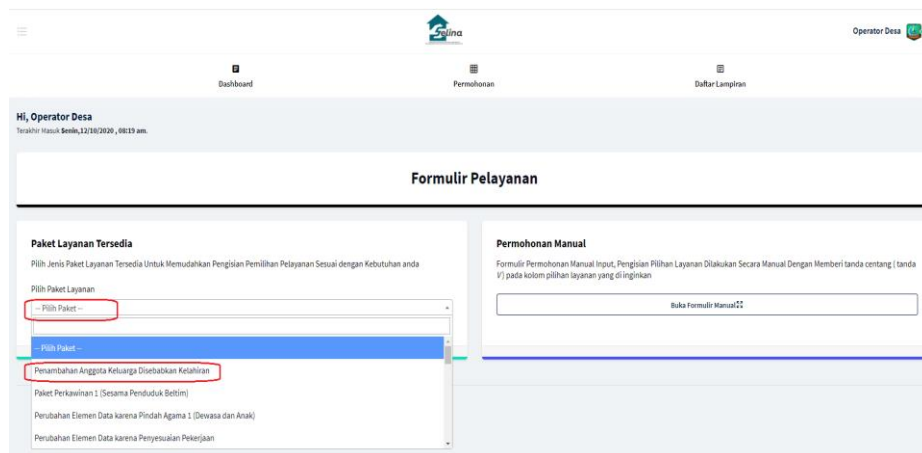 Selina
Operator Desa
Dashboard
Permohonan
Daftar Lampiran
Hi, Operator Desa
Terakhir Masuk Senin,12/10/2020 , 08:19 am.
Formulir Pelayanan
Paket Layanan Tersedia
Pilih Jenis Paket Layanan Tersedia Untuk Memudahkan Pengisian Pemilihan Pelayanan Sesuai dengan Kebutuhan anda
Pilih Paket Layanan
-- Pilih Paket --
-- Pilih Paket --
Penambahan Anggota Keluarga Disebabkan Kelahiran
Paket Perkawinan 1 (Sesama Penduduk Beltim)
Perubahan Elemen Data karena Pindah Agama 1 (Dewasa dan Anak)
Perubahan Elemen Data karena Penyesuaian Pekerjaan
Permohonan Manual
Formulir Permohonan Manual Input, Pengisian Pilihan Layanan Dilakukan Secara Manual Dengan Memberi tanda centang ( tanda
V) pada kolom pilihan layanan yang di inginkan
Buka Formulir Manual